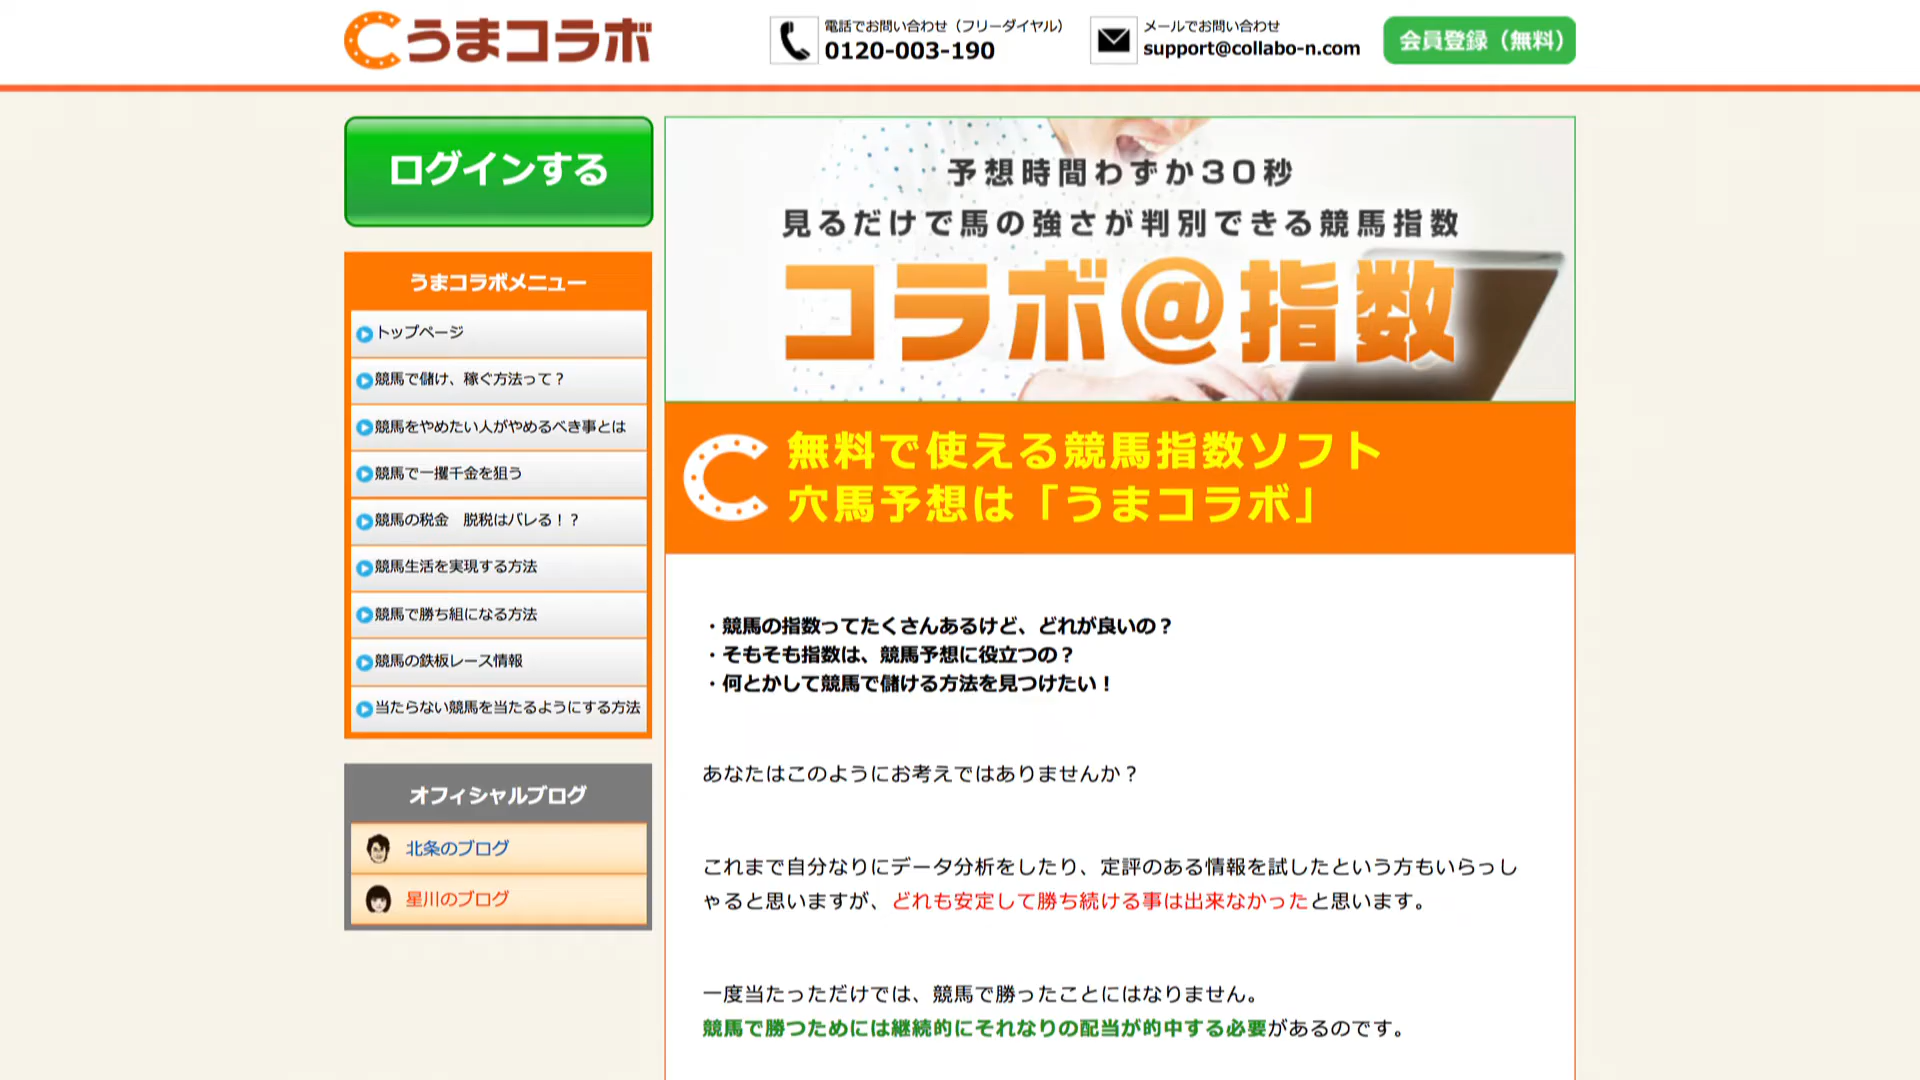 うまコラボ
電話でお問い合わせ（フリーダイヤル）
0120-003-190
メールでお問い合わせ
support@collabo-n.com
会員登録（無料）
ログインする
うまコラボメニュー
トップページ
競馬で儲け、稼ぐ方法って？
競馬をやめたい人がやめるべき事とは
競馬で一攫千金を狙う
競馬の税金　脱税はバレる！？
競馬生活を実現する方法
競馬で勝ち組になる方法
競馬の鉄板レース情報
当たらない競馬を当たるようにする方法
オフィシャルブログ
北条のブログ
星川のブログ
予想時間わずか30秒
見るだけで馬の強さが判別できる競馬指数
コラボ@指数
無料で使える競馬指数ソフト
穴馬予想は「うまコラボ」
・競馬の指数ってたくさんあるけど、どれが良いの？
・そもそも指数は、競馬予想に役立つの？
・何とかして競馬で儲ける方法を見つけたい！
あなたはこのようにお考えではありませんか？
これまで自分なりにデータ分析をしたり、定評のある情報を試したという方もいらっし
ゃると思いますが、どれも安定して勝ち続ける事は出来なかったと思います。
一度当たっただけでは、競馬で勝ったことにはなりません。
競馬で勝つためには継続的にそれなりの配当が的中する必要があるのです。